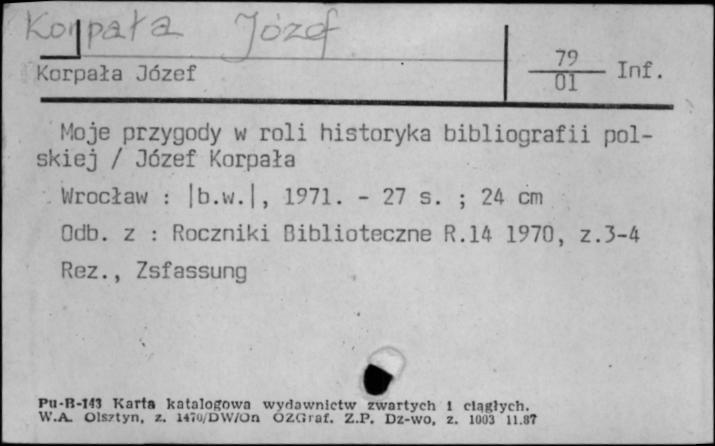 Korpała Józef
Korpała Józef
79
01 Inf.
Moje przygody w roli historyka bibliografii pol-
skiej / Józef Korpała
Wrocław : |b.w.|, 1971. - 27 s. ; 24 cm
Odb. z : Roczniki Biblioteczne R.14 1970, z.3-4
Rez., Zsfassung
Pu-B-143 Karta katalogowa wydawnictw zwartych i ciągłych.
W.A. Olsztyn, z. 1470/DW/On OZGraf. Z.P. Dz-wo, z. 1003 11.87